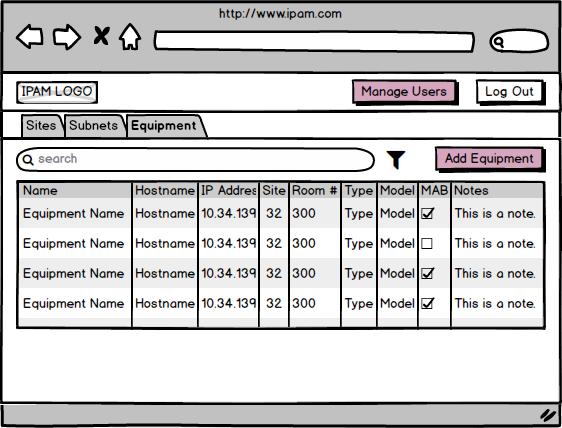 http://www.ipam.com
IPAM LOGO Manage Users Log Out
Sites Subnets Equipment
search Add Equipment
Name Hostname IP Addres Site Room # Type Model MAB Notes
Equipment Name Hostname 10.34.139 32 300 Type Model This is a note.
Equipment Name Hostname 10.34.139 32 300 Type Model This is a note.
Equipment Name Hostname 10.34.139 32 300 Type Model This is a note.
Equipment Name Hostname 10.34.139 32 300 Type Model This is a note.